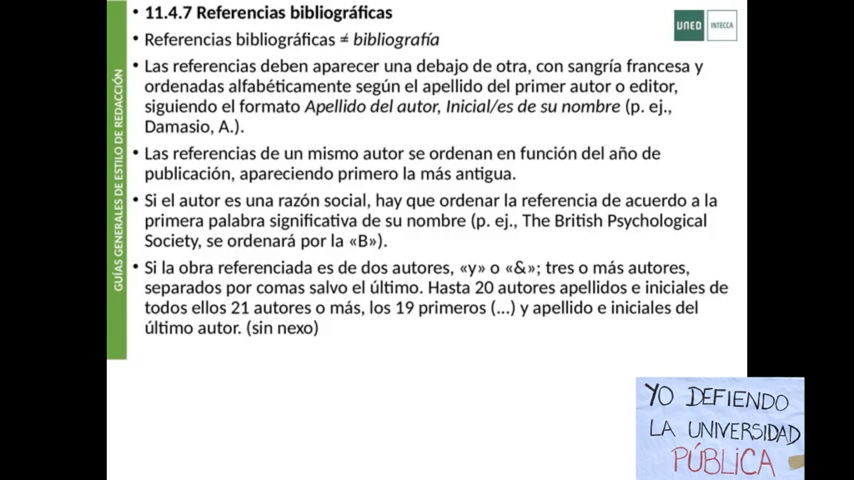 • 11.4.7 Referencias bibliográficas
• Referencias bibliográficas ≠ bibliografía
• Las referencias deben aparecer una debajo de otra, con sangría francesa y
ordenadas alfabéticamente según el apellido del primer autor o editor,
siguiendo el formato Apellido del autor, Inicial/es de su nombre (p. ej.,
Damasio, A.).
• Las referencias de un mismo autor se ordenan en función del año de
publicación, apareciendo primero la más antigua.
• Si el autor es una razón social, hay que ordenar la referencia de acuerdo a la
primera palabra significativa de su nombre (p. ej., The British Psychological
Society, se ordenará por la «B»).
• Si la obra referenciada es de dos autores, «y» o «&»; tres o más autores,
separados por comas salvo el último. Hasta 20 autores apellidos e iniciales de
todos ellos 21 autores o más, los 19 primeros (...) y apellido e iniciales del
último autor. (sin nexo)
GUÍAS GENERALES DE ESTILO DE REDACCIÓN
UNED
INTECCA
YO DEFIENDO
LA UNIVERSIDAD
PÚBLICA